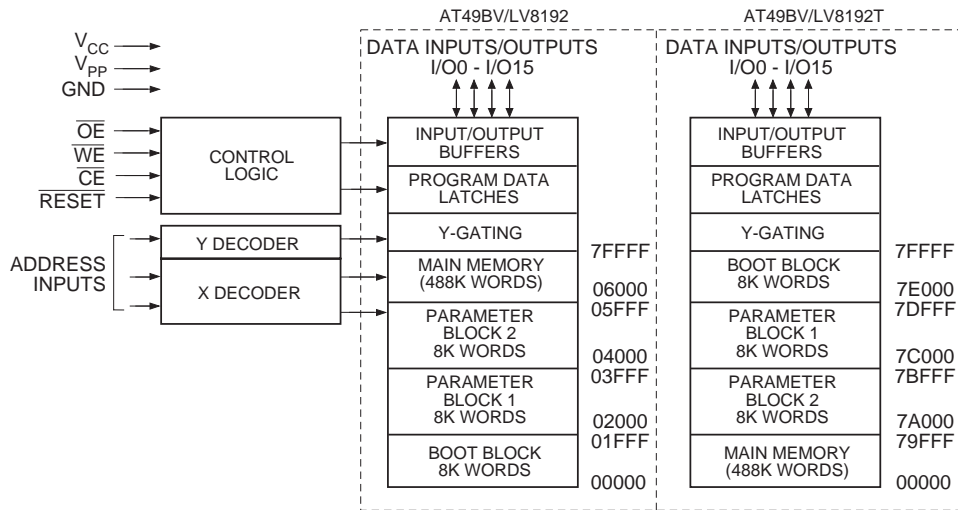 AT49BV/LV8192
AT49BV/LV8192T
VCC
VPP
GND
OE
WE
CE
RESET
CONTROL
LOGIC
ADDRESS
INPUTS
Y DECODER
X DECODER
DATA INPUTS/OUTPUTS
I/O0 - I/O15
INPUT/OUTPUT
BUFFERS
PROGRAM DATA
LATCHES
Y-GATING
7FFFF
MAIN MEMORY
(488K WORDS)
06000
05FFF
PARAMETER
BLOCK 2
8K WORDS
04000
03FFF
PARAMETER
BLOCK 1
8K WORDS
02000
01FFF
BOOT BLOCK
8K WORDS
00000
DATA INPUTS/OUTPUTS
I/O0 - I/O15
INPUT/OUTPUT
BUFFERS
PROGRAM DATA
LATCHES
Y-GATING
7FFFF
BOOT BLOCK
8K WORDS
7E000
7DFFF
PARAMETER
BLOCK 1
8K WORDS
7C000
7BFFF
PARAMETER
BLOCK 2
8K WORDS
7A000
79FFF
MAIN MEMORY
(488K WORDS)
00000